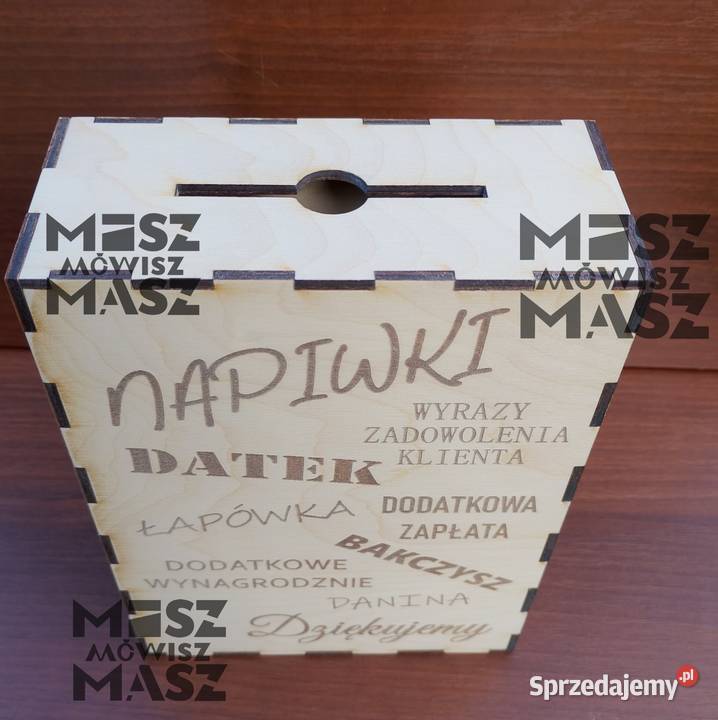 MASZ
MÓWISZ
MASZ
MASZ
MÓWISZ
MASZ
NAPIWKI
WYRAZY
ZADOWOLENIA
KLIENTA
DATEK
ŁAPÓWKA
DODATKOWA
ZAPŁATA
BAKCZYSZ
DODATKOWE
WYNAGRODZNIE
DANINA
Dziękujemy
MASZ
MÓWISZ
MASZ
Sprzedajemy.pl